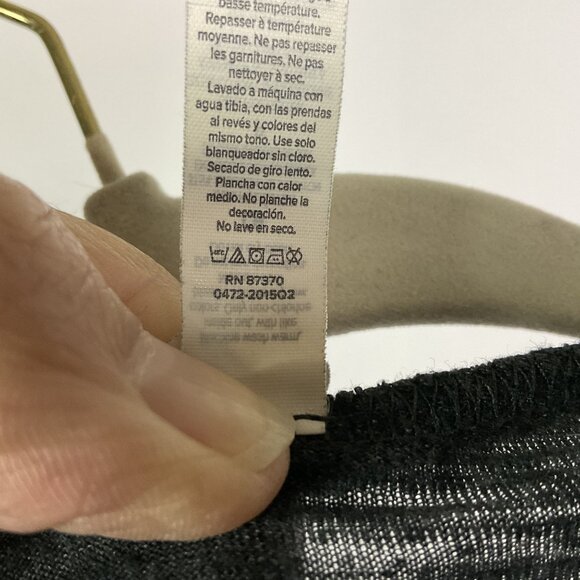 basse température.
Repasser à température
moyenne. Ne pas repasser
les garnitures. Ne pas
nettoyer à sec.
Lavado a máquina con
agua tibia, con las prendas
al revés y colores del
mismo tono. Use solo
blanqueador sin cloro.
Secado de giro lento.
Plancha con calor
medio. No planche la
decoración.
No lave en seco.
RN 87370
0472-2015Q2